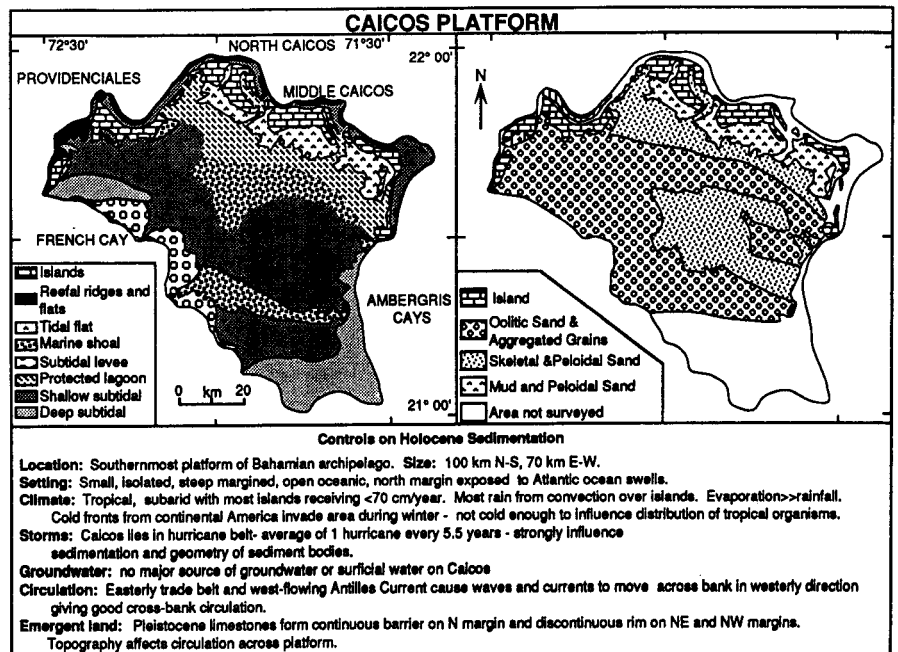 CAICOS PLATFORM
72°30'
NORTH CAICOS
71°30'
22° 00'
PROVIDENCIALES
MIDDLE CAICOS
FRENCH CAY
AMBERGRIS
CAYS
Islands
Reefal ridges and
flats
Tidal flat
Marine shoal
Subtidal levee
Protected lagoon
Shallow subtidal
Deep subtidal
0 km 20
21° 00'
N
Island
Oolitic Sand &
Aggregated Grains
Skeletal &Peloidal Sand
Mud and Peloidal Sand
Area not surveyed
Controls on Holocene Sedimentation
Location: Southernmost platform of Bahamian archipelago. Size: 100 km N-S, 70 km E-W.
Setting: Small, isolated, steep margined, open oceanic, north margin exposed to Atlantic ocean swells.
Climate: Tropical, subarid with most islands receiving <70 cm/year. Most rain from convection over islands. Evaporation>>rainfall.
Cold fronts from continental America invade area during winter - not cold enough to influence distribution of tropical organisms.
Storms: Caicos lies in hurricane belt- average of 1 hurricane every 5.5 years - strongly influence
sedimentation and geometry of sediment bodies.
Groundwater: no major source of groundwater or surficial water on Caicos
Circulation: Easterly trade belt and west-flowing Antilles Current cause waves and currents to move across bank in westerly direction
giving good cross-bank circulation.
Emergent land: Pleistocene limestones form continuous barrier on N margin and discontinuous rim on NE and NW margins.
Topography affects circulation across platform.